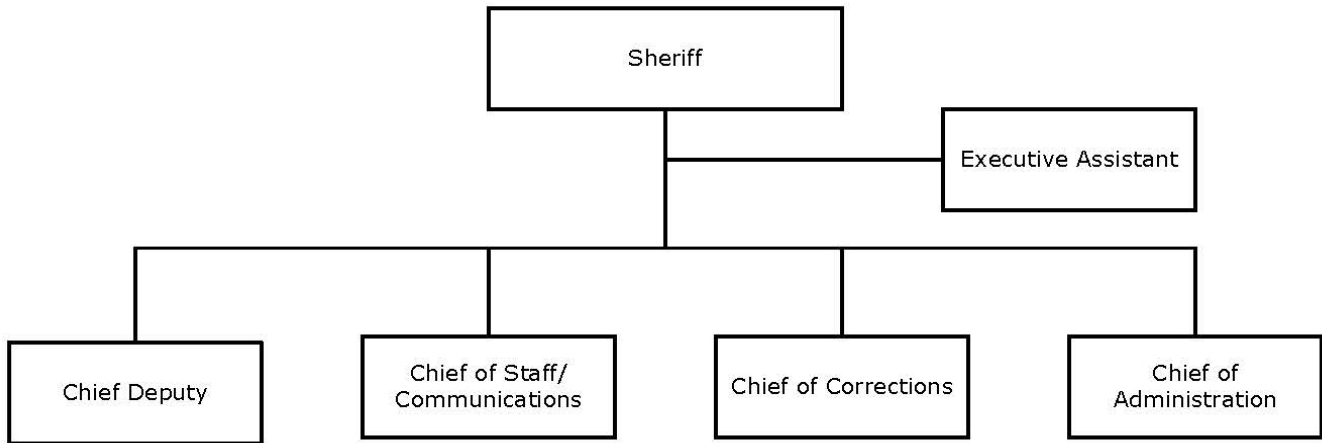 Sheriff
Executive Assistant
Chief Deputy
Chief of Staff/
Communications
Chief of Corrections
Chief of
Administration